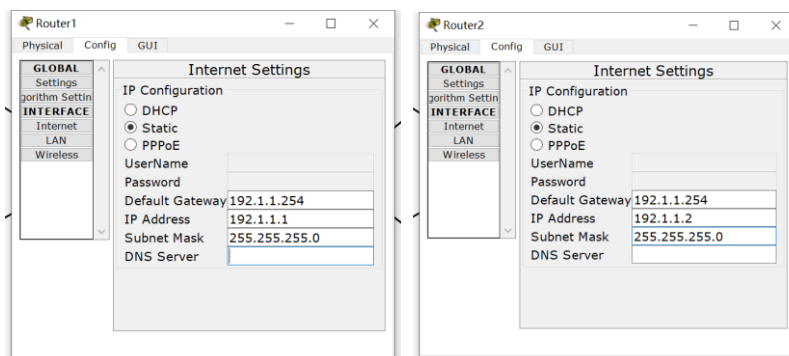 Router1
Physical Config GUI
GLOBAL
Settings
gorithm Settin
INTERFACE
Internet
LAN
Wireless
Internet Settings
IP Configuration
DHCP
Static
PPPoE
UserName
Password
Default Gateway 192.1.1.254
IP Address 192.1.1.1
Subnet Mask 255.255.255.0
DNS Server
Router2
Physical Config GUI
GLOBAL
Settings
gorithm Settin
INTERFACE
Internet
LAN
Wireless
Internet Settings
IP Configuration
DHCP
Static
PPPoE
UserName
Password
Default Gateway 192.1.1.254
IP Address 192.1.1.2
Subnet Mask 255.255.255.0
DNS Server